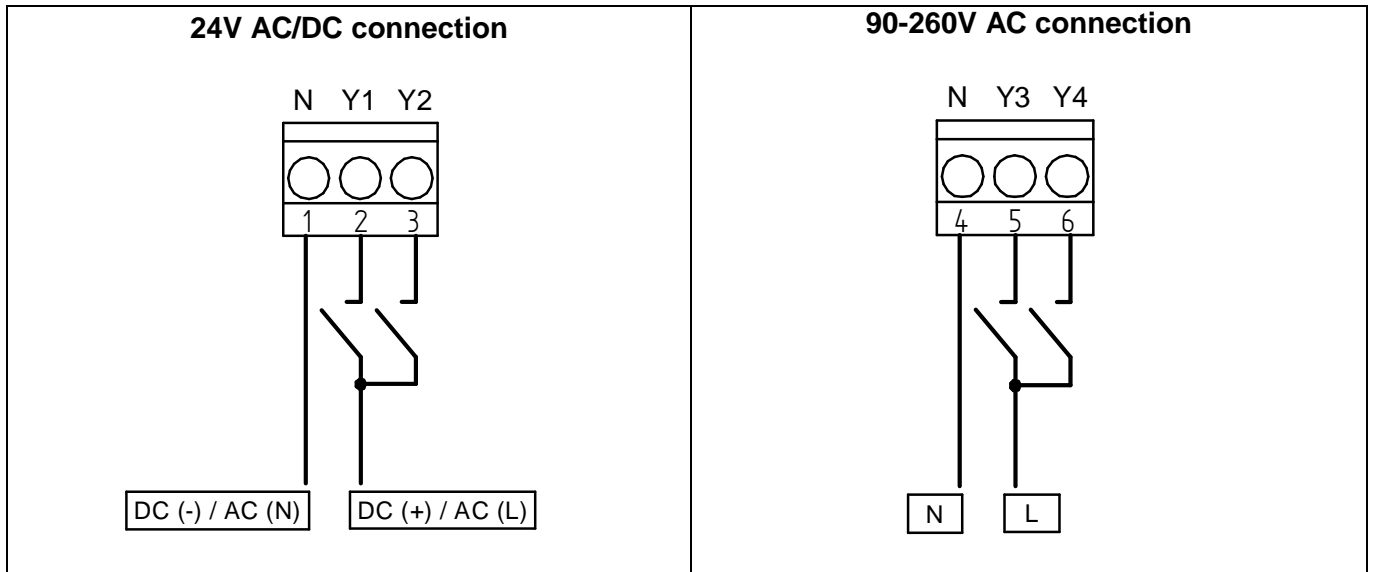 24V AC/DC connection
N Y1 Y2
1 2 3
DC (-) / AC (N) DC (+) / AC (L)
90-260V AC connection
N Y3 Y4
4 5 6
N L